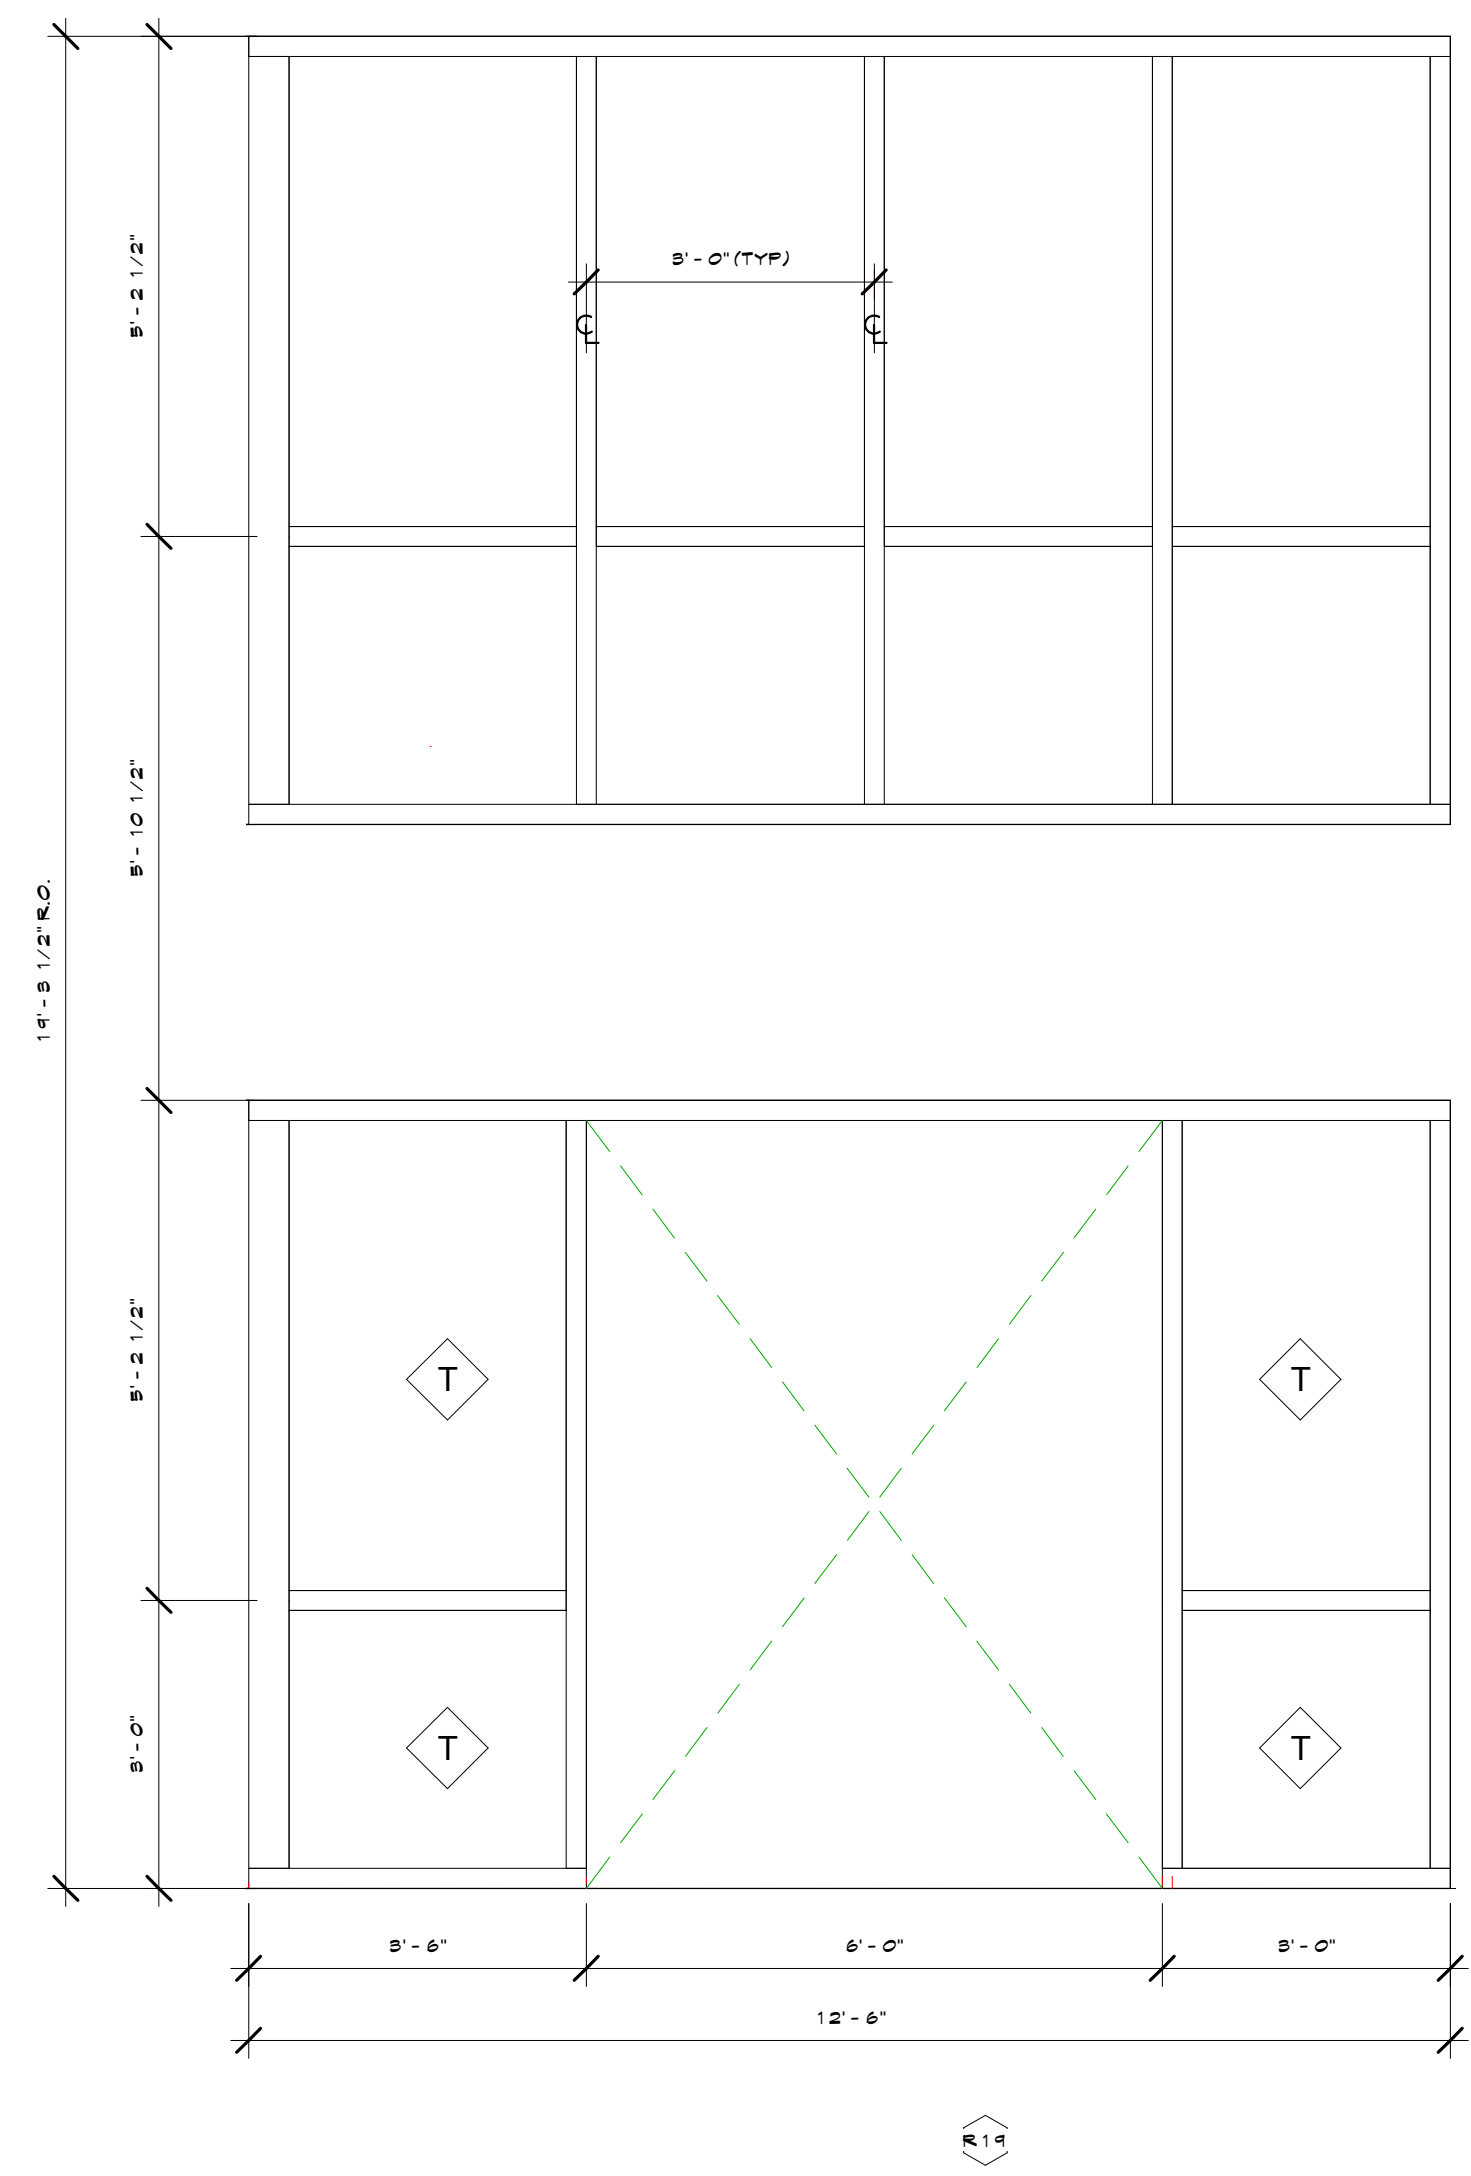 5'- 2 1/2"
3' - 0" (TYP)
℄
℄
5'- 10 1/2"
19' - 3 1/2" R.O.
5'- 2 1/2"
T
T
3'- 0"
T
T
3' - 6"
6' - 0"
3' - 0"
12' - 6"
R19